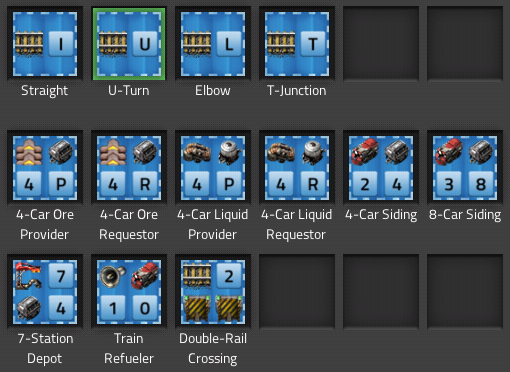 I U L T
Straight U-Turn Elbow T-Junction
4 P 4 R 4 P 4 R 2 4 3 8
4-Car Ore 4-Car Ore 4-Car Liquid 4-Car Liquid 4-Car Siding 8-Car Siding
Provider Requestor Provider Requestor
7 2
4 1 0
7-Station Train Double-Rail
Depot Refueler Crossing